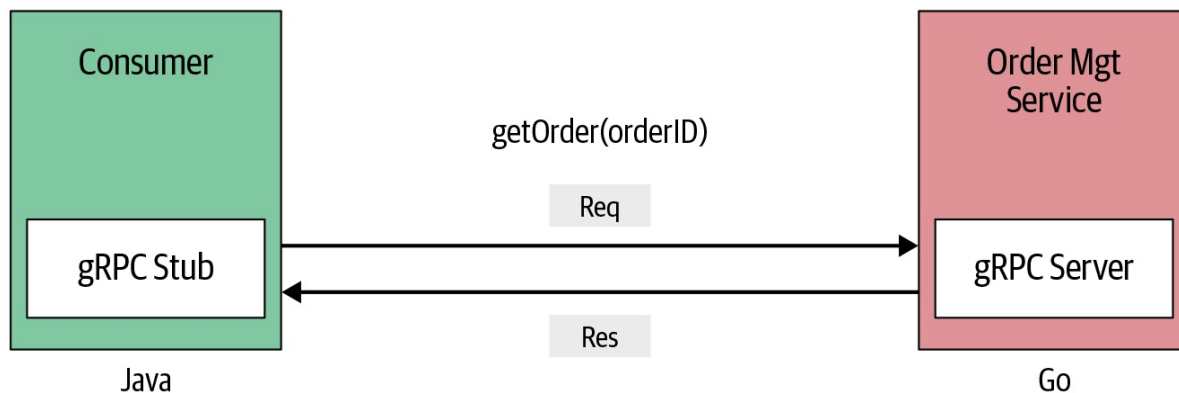 Consumer
gRPC Stub
Java
getOrder(orderID)
Req
Res
Order Mgt
Service
gRPC Server
Go